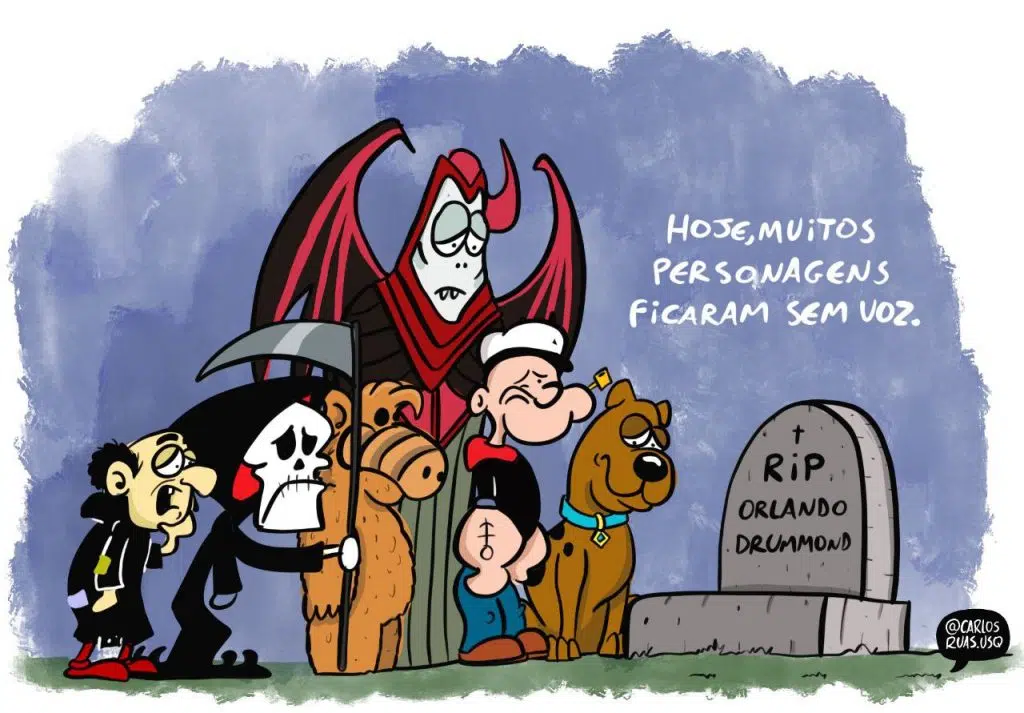 HOJE, MUITOS
PERSONAGENS
FICARAM SEM VOZ.
RIP
ORLANDO
DRUMMOND
@CARLOS
RUAS.USQ